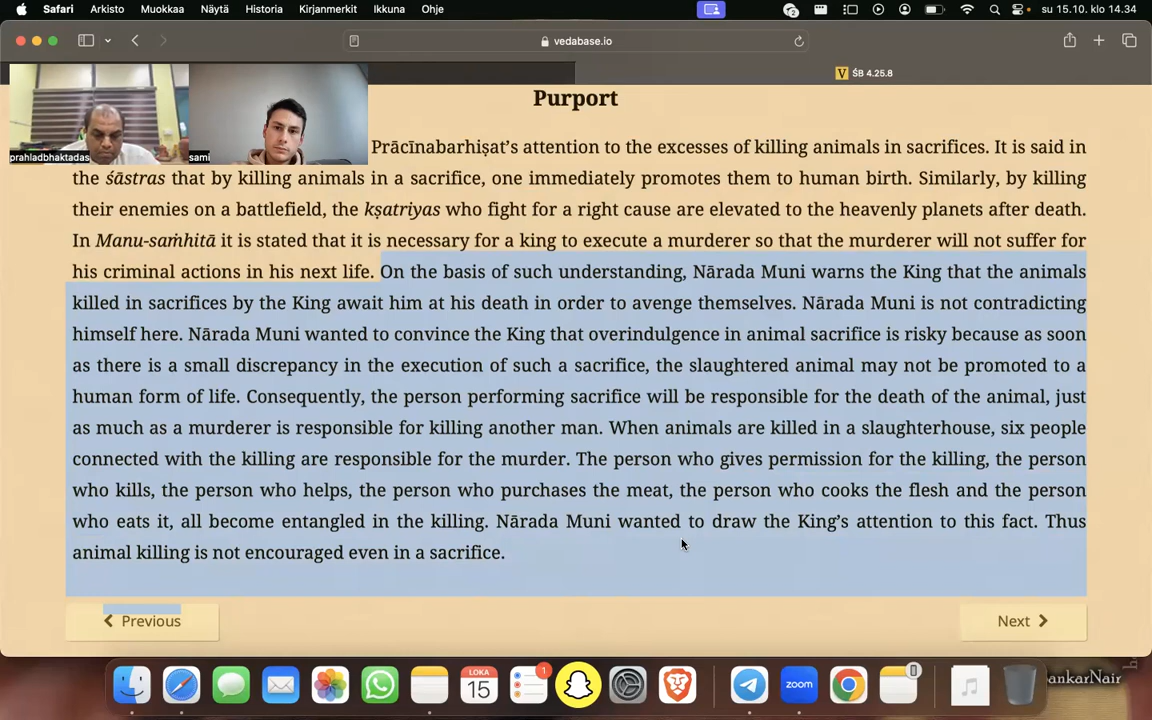 Safari Arkisto Muokkaa Näytä Historia Kirjanmerkit Ikkuna Ohje su 15.10. klo 14.34
vedabase.io
V ŚB 4.25.8
prahladbhaktadas
sami
Purport
Prācīnabarhiṣat’s attention to the excesses of killing animals in sacrifices. It is said in
the śāstras that by killing animals in a sacrifice, one immediately promotes them to human birth. Similarly, by killing
their enemies on a battlefield, the kṣatriyas who fight for a right cause are elevated to the heavenly planets after death.
In Manu-saṁhitā it is stated that it is necessary for a king to execute a murderer so that the murderer will not suffer for
his criminal actions in his next life. On the basis of such understanding, Nārada Muni warns the King that the animals
killed in sacrifices by the King await him at his death in order to avenge themselves. Nārada Muni is not contradicting
himself here. Nārada Muni wanted to convince the King that overindulgence in animal sacrifice is risky because as soon
as there is a small discrepancy in the execution of such a sacrifice, the slaughtered animal may not be promoted to a
human form of life. Consequently, the person performing sacrifice will be responsible for the death of the animal, just
as much as a murderer is responsible for killing another man. When animals are killed in a slaughterhouse, six people
connected with the killing are responsible for the murder. The person who gives permission for the killing, the person
who kills, the person who helps, the person who purchases the meat, the person who cooks the flesh and the person
who eats it, all become entangled in the killing. Nārada Muni wanted to draw the King’s attention to this fact. Thus
animal killing is not encouraged even in a sacrifice.
Previous
Next
LOKA
15
1
zoom
ankarNair